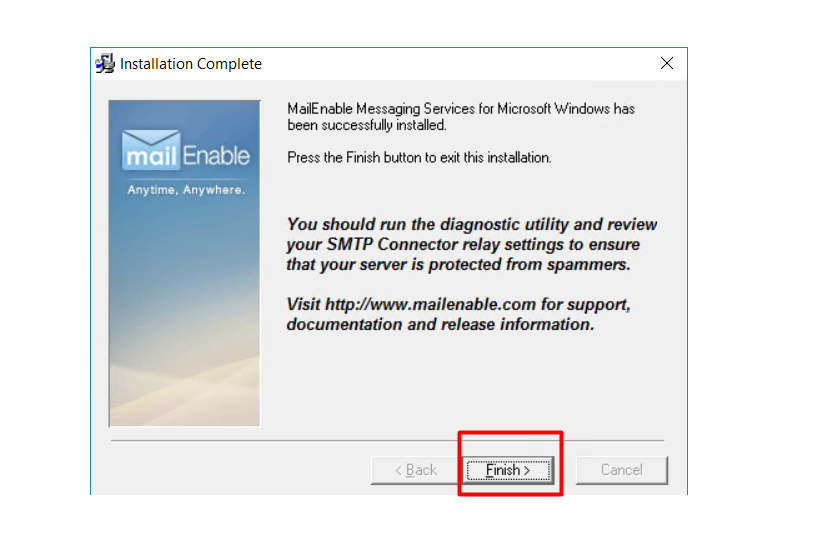 Installation Complete
MailEnable Messaging Services for Microsoft Windows has
been successfully installed.
Press the Finish button to exit this installation.
mail Enable
Anytime, Anywhere.
You should run the diagnostic utility and review
your SMTP Connector relay settings to ensure
that your server is protected from spammers.
Visit http://www.mailenable.com for support,
documentation and release information.
< Back
Finish >
Cancel